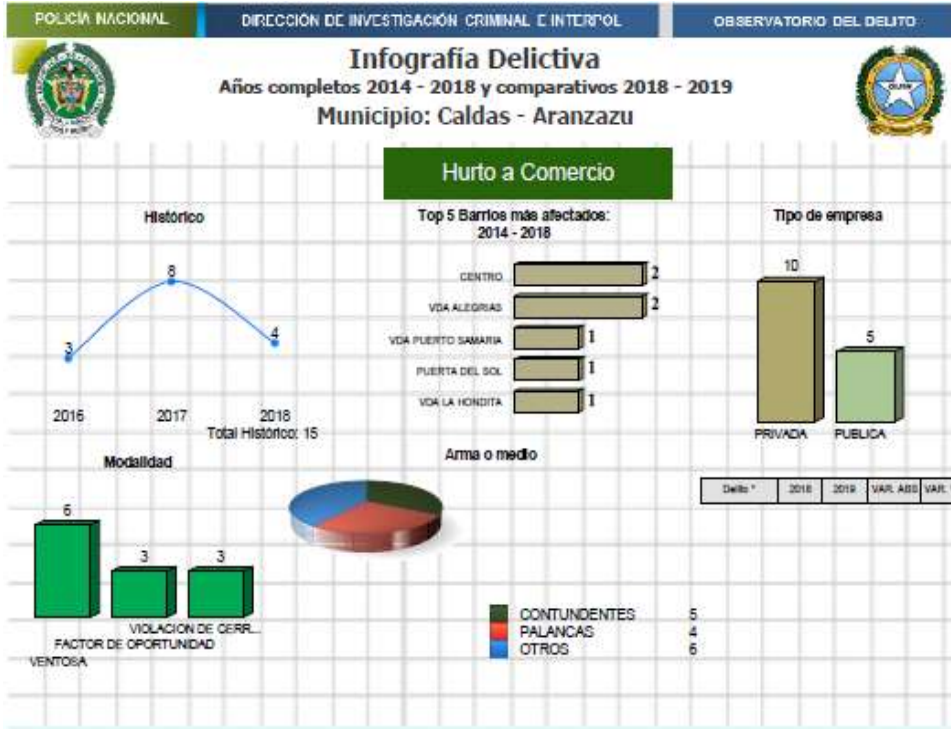 POLICÍA NACIONAL
DIRECCIÓN DE INVESTIGACIÓN CRIMINAL E INTERPOL
OBSERVATORIO DEL DELITO
Infografía Delictiva
Años completos 2014 - 2018 y comparativos 2018 - 2019
Municipio: Caldas - Aranzazu
Hurto a Comercio
Histórico
3
8
4
2016
2017
2018
Total Histórico: 15
Top 5 Barrios más afectados:
2014 - 2018
CENTRO 2
VDA ALEGRIAS 2
VDA PUERTO SAMARIA 1
PUERTA DEL SOL 1
VDA LA HONDITA 1
Tipo de empresa
10
5
PRIVADA
PUBLICA
Modalidad
6
3
3
VIOLACION DE CERR...
FACTOR DE OPORTUNIDAD
VENTOSA
Arma o medio
CONTUNDENTES 5
PALANCAS 4
OTROS 6
Delito * 2018 2019 VAR. ABS VAR.